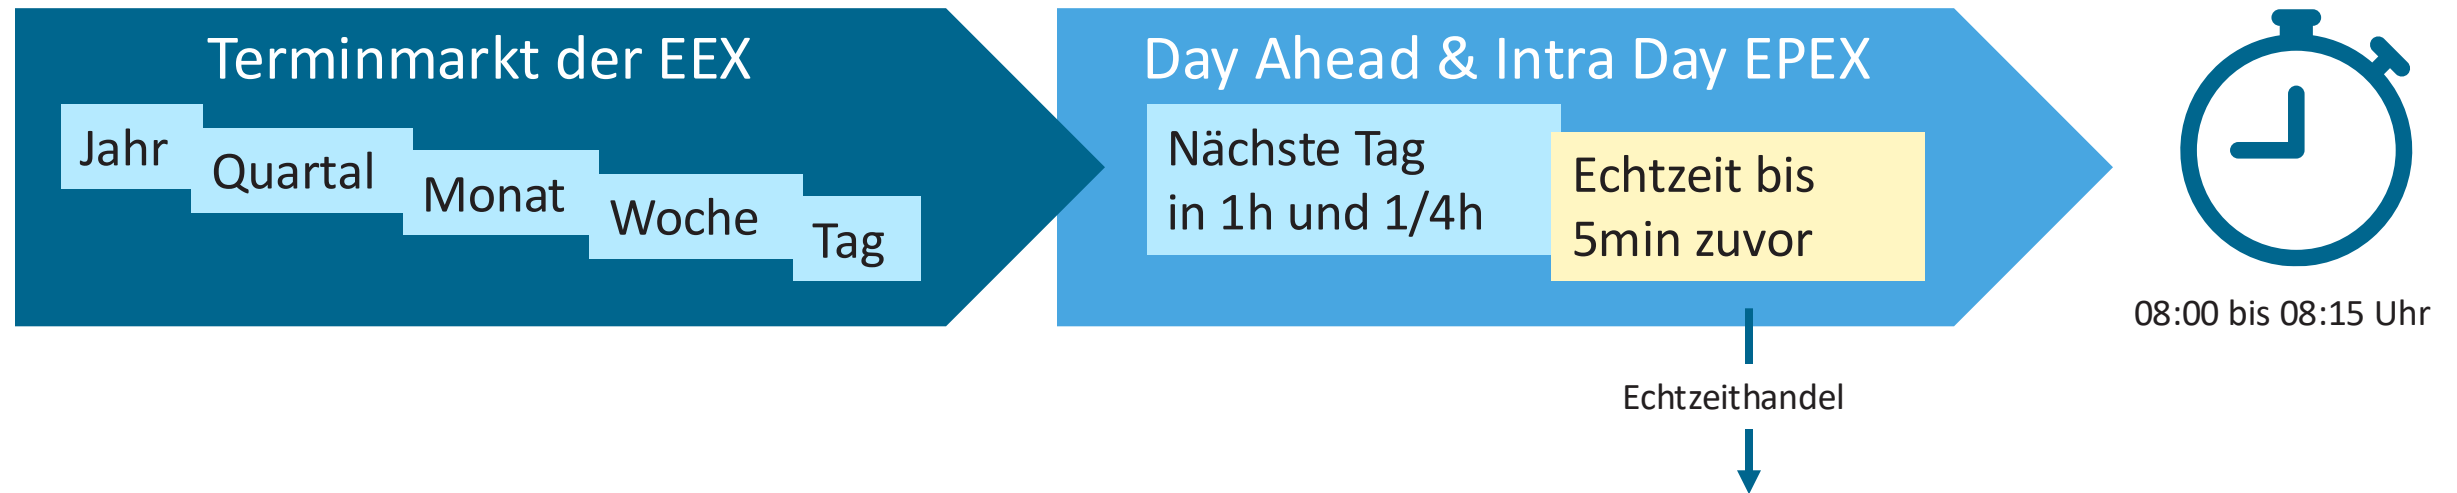 Terminmarkt der EEX
Jahr
Quartal
Monat
Woche
Tag
Day Ahead & Intra Day EPEX
Nächste Tag
in 1h und 1/4h
Echtzeit bis
5min zuvor
08:00 bis 08:15 Uhr
Echtzeithandel